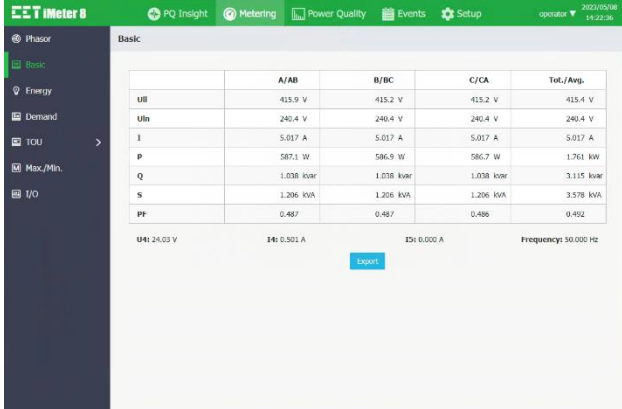 CET iMeter 8
PQ Insight Metering Power Quality Events Setup operator ▼ 2023/05/08 14:22:36
Phasor
Basic
Energy
Demand
TOU >
Max./Min.
I/O
Basic
A/AB B/BC C/CA Tot./Avg.
Ull 415.9 V 415.2 V 415.2 V 415.4 V
Uln 240.4 V 240.4 V 240.4 V 240.4 V
I 5.017 A 5.017 A 5.017 A 5.017 A
P 587.1 W 586.9 W 586.7 W 1.761 kW
Q 1.038 kvar 1.038 kvar 1.038 kvar 3.115 kvar
S 1.206 kVA 1.206 kVA 1.206 kVA 3.578 kVA
PF 0.487 0.487 0.486 0.492
U4: 24.03 V I4: 0.501 A I5: 0.000 A Frequency: 50.000 Hz
Export